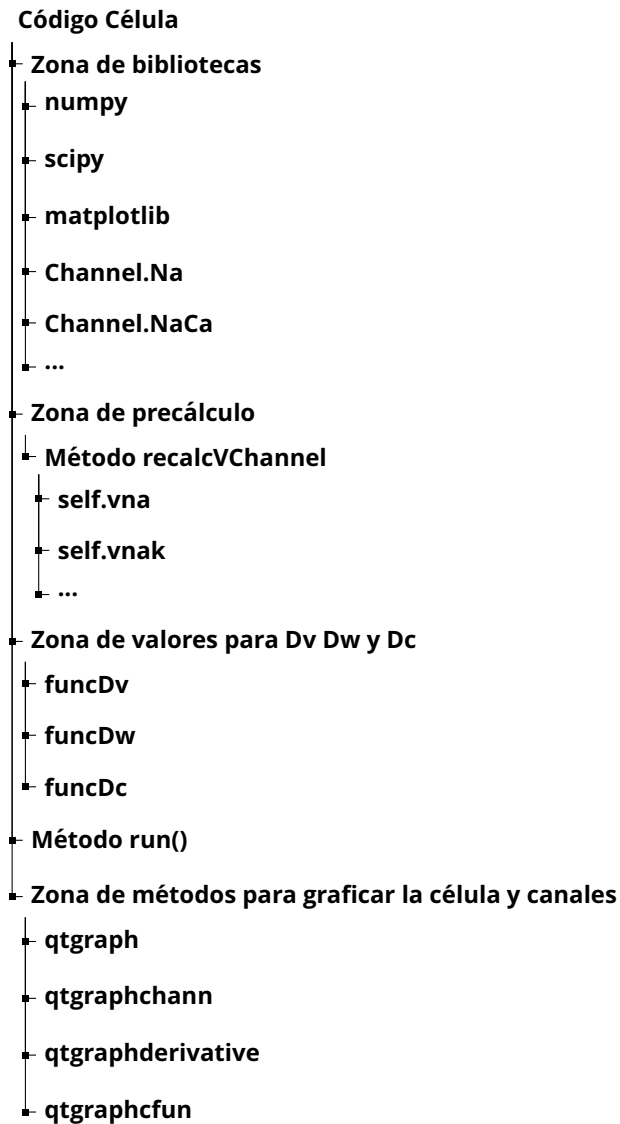 Código Célula
Zona de bibliotecas
numpy
scipy
matplotlib
Channel.Na
Channel.NaCa
...
Zona de precálculo
Método recalcVChannel
self.vna
self.vnak
...
Zona de valores para Dv Dw y Dc
funcDv
funcDw
funcDc
Método run()
Zona de métodos para graficar la célula y canales
qtgraph
qtgraphchann
qtgraphderivative
qtgraphcfun